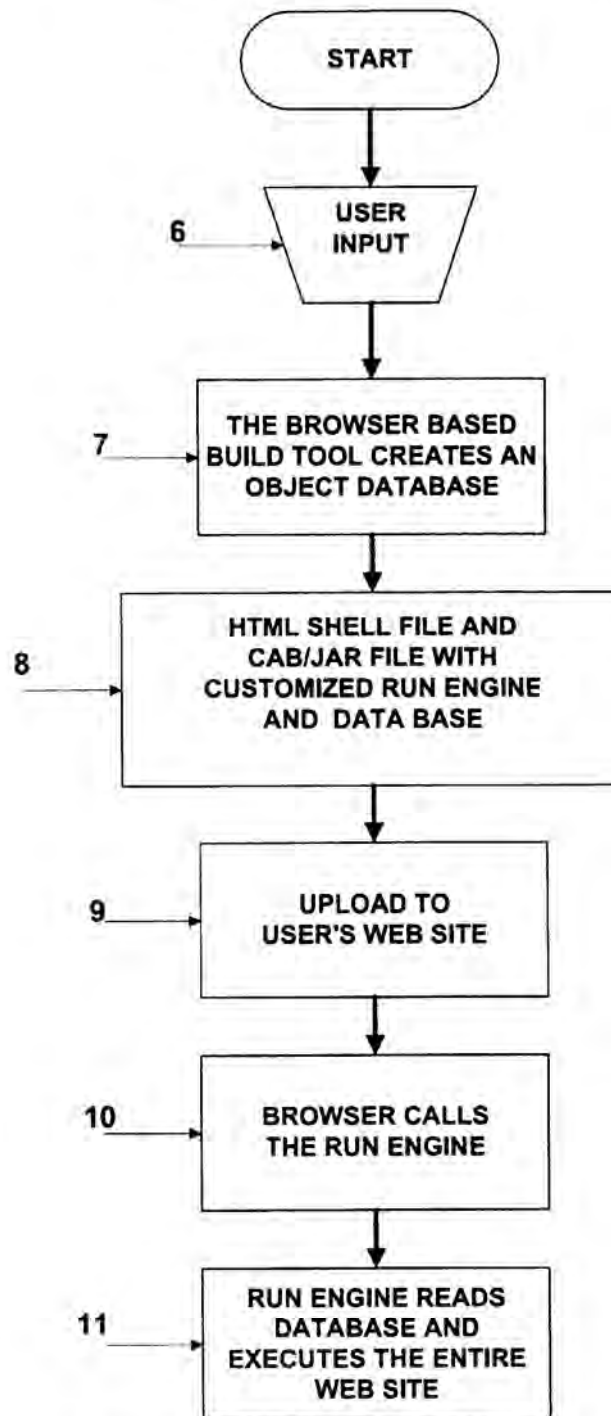 START
6
USER
INPUT
7
THE BROWSER BASED
BUILD TOOL CREATES AN
OBJECT DATABASE
8
HTML SHELL FILE AND
CAB/JAR FILE WITH
CUSTOMIZED RUN ENGINE
AND DATA BASE
9
UPLOAD TO
USER'S WEB SITE
10
BROWSER CALLS
THE RUN ENGINE
11
RUN ENGINE READS
DATABASE AND
EXECUTES THE ENTIRE
WEB SITE